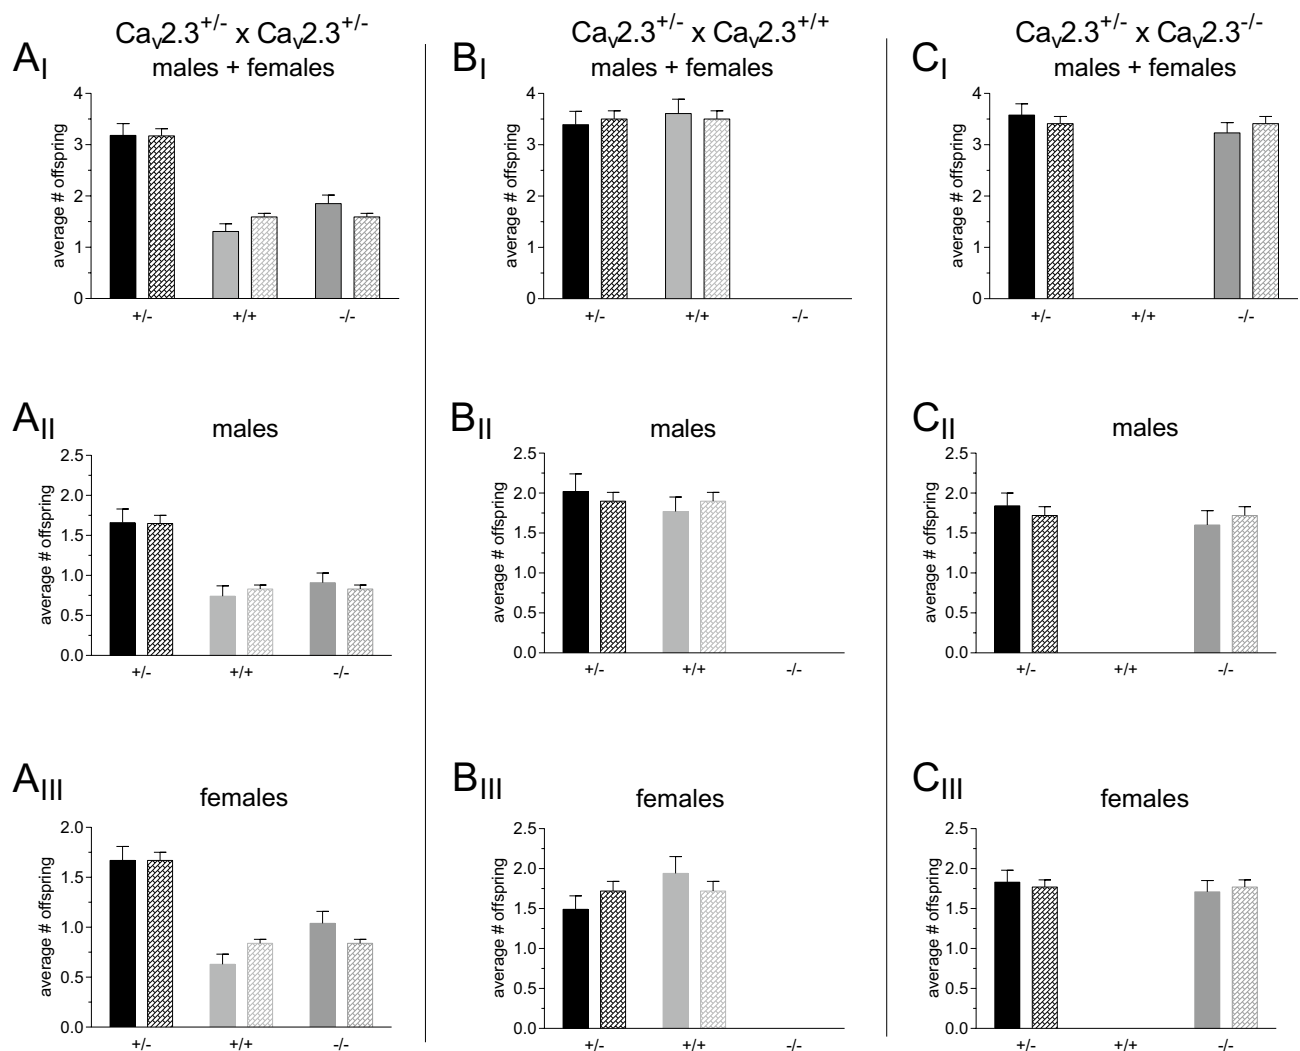 Cav2.3+/- x Cav2.3+/-
AI
males + females
4
3
2
1
0
average # offspring
+/- +/+ -/-
Cav2.3+/- x Cav2.3+/+
BI
males + females
4
3
2
1
0
average # offspring
+/- +/+ -/-
Cav2.3+/- x Cav2.3-/-
CI
males + females
4
3
2
1
0
average # offspring
+/- +/+ -/-
AII
males
2.5
2.0
1.5
1.0
0.5
0.0
average # offspring
+/- +/+ -/-
BII
males
2.5
2.0
1.5
1.0
0.5
0.0
average # offspring
+/- +/+ -/-
CII
males
2.5
2.0
1.5
1.0
0.5
0.0
average # offspring
+/- +/+ -/-
AIII
females
2.0
1.5
1.0
0.5
0.0
average # offspring
+/- +/+ -/-
BIII
females
2.5
2.0
1.5
1.0
0.5
0.0
average # offspring
+/- +/+ -/-
CIII
females
2.5
2.0
1.5
1.0
0.5
0.0
average # offspring
+/- +/+ -/-